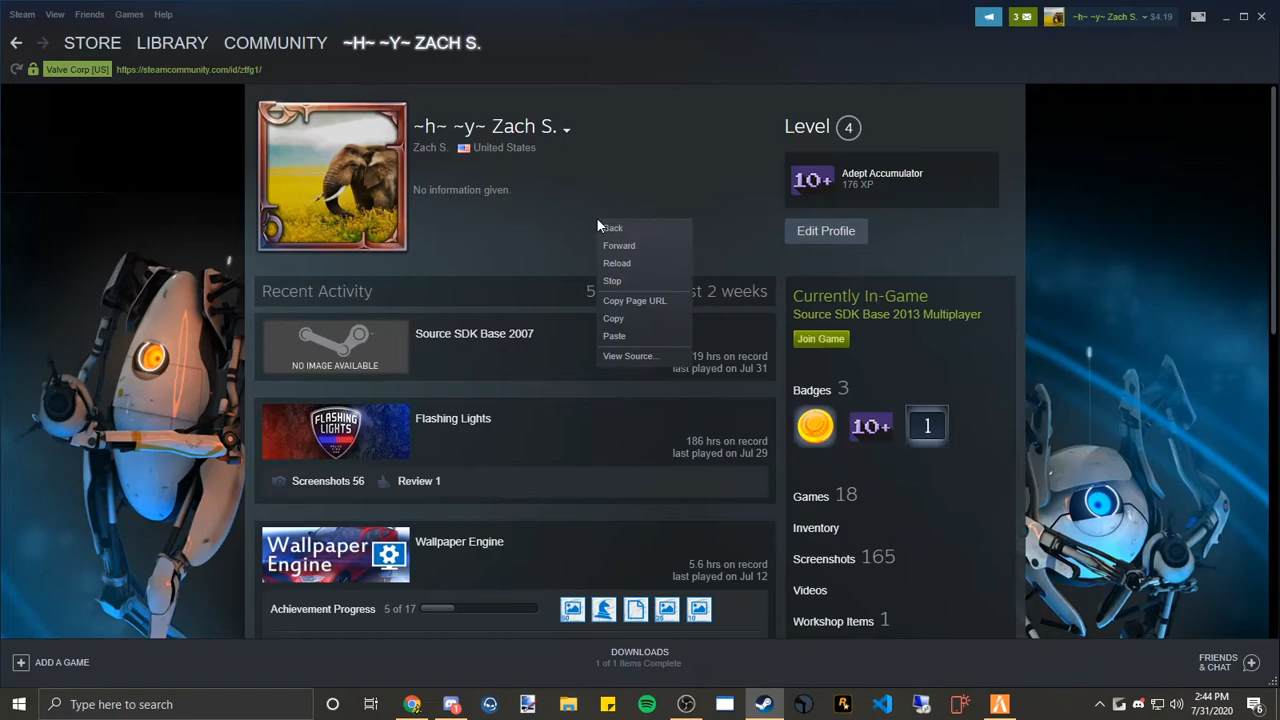 Steam View Friends Games Help
3 ~h~ ~y~ Zach S. $4.19
STORE LIBRARY COMMUNITY ~H~ ~Y~ ZACH S.
Valve Corp [US] https://steamcommunity.com/id/ztfg1/
~h~ ~y~ Zach S.
Zach S. United States
No information given.
Level 4
10+ Adept Accumulator
176 XP
Edit Profile
Back
Forward
Reload
Stop
Copy Page URL
Copy
Paste
View Source...
Recent Activity 5 st 2 weeks
NO IMAGE AVAILABLE
Source SDK Base 2007
19 hrs on record
last played on Jul 31
FLASHING
LIGHTS
Flashing Lights
186 hrs on record
last played on Jul 29
Screenshots 56 Review 1
Wallpaper
Engine
Wallpaper Engine
5.6 hrs on record
last played on Jul 12
Achievement Progress 5 of 17
50 25 10
Currently In-Game
Source SDK Base 2013 Multiplayer
Join Game
Badges 3
10+ 1
Games 18
Inventory
Screenshots 165
Videos
Workshop Items 1
ADD A GAME
DOWNLOADS
1 of 1 Items Complete
FRIENDS
& CHAT
Type here to search
2:44 PM
7/31/2020
6